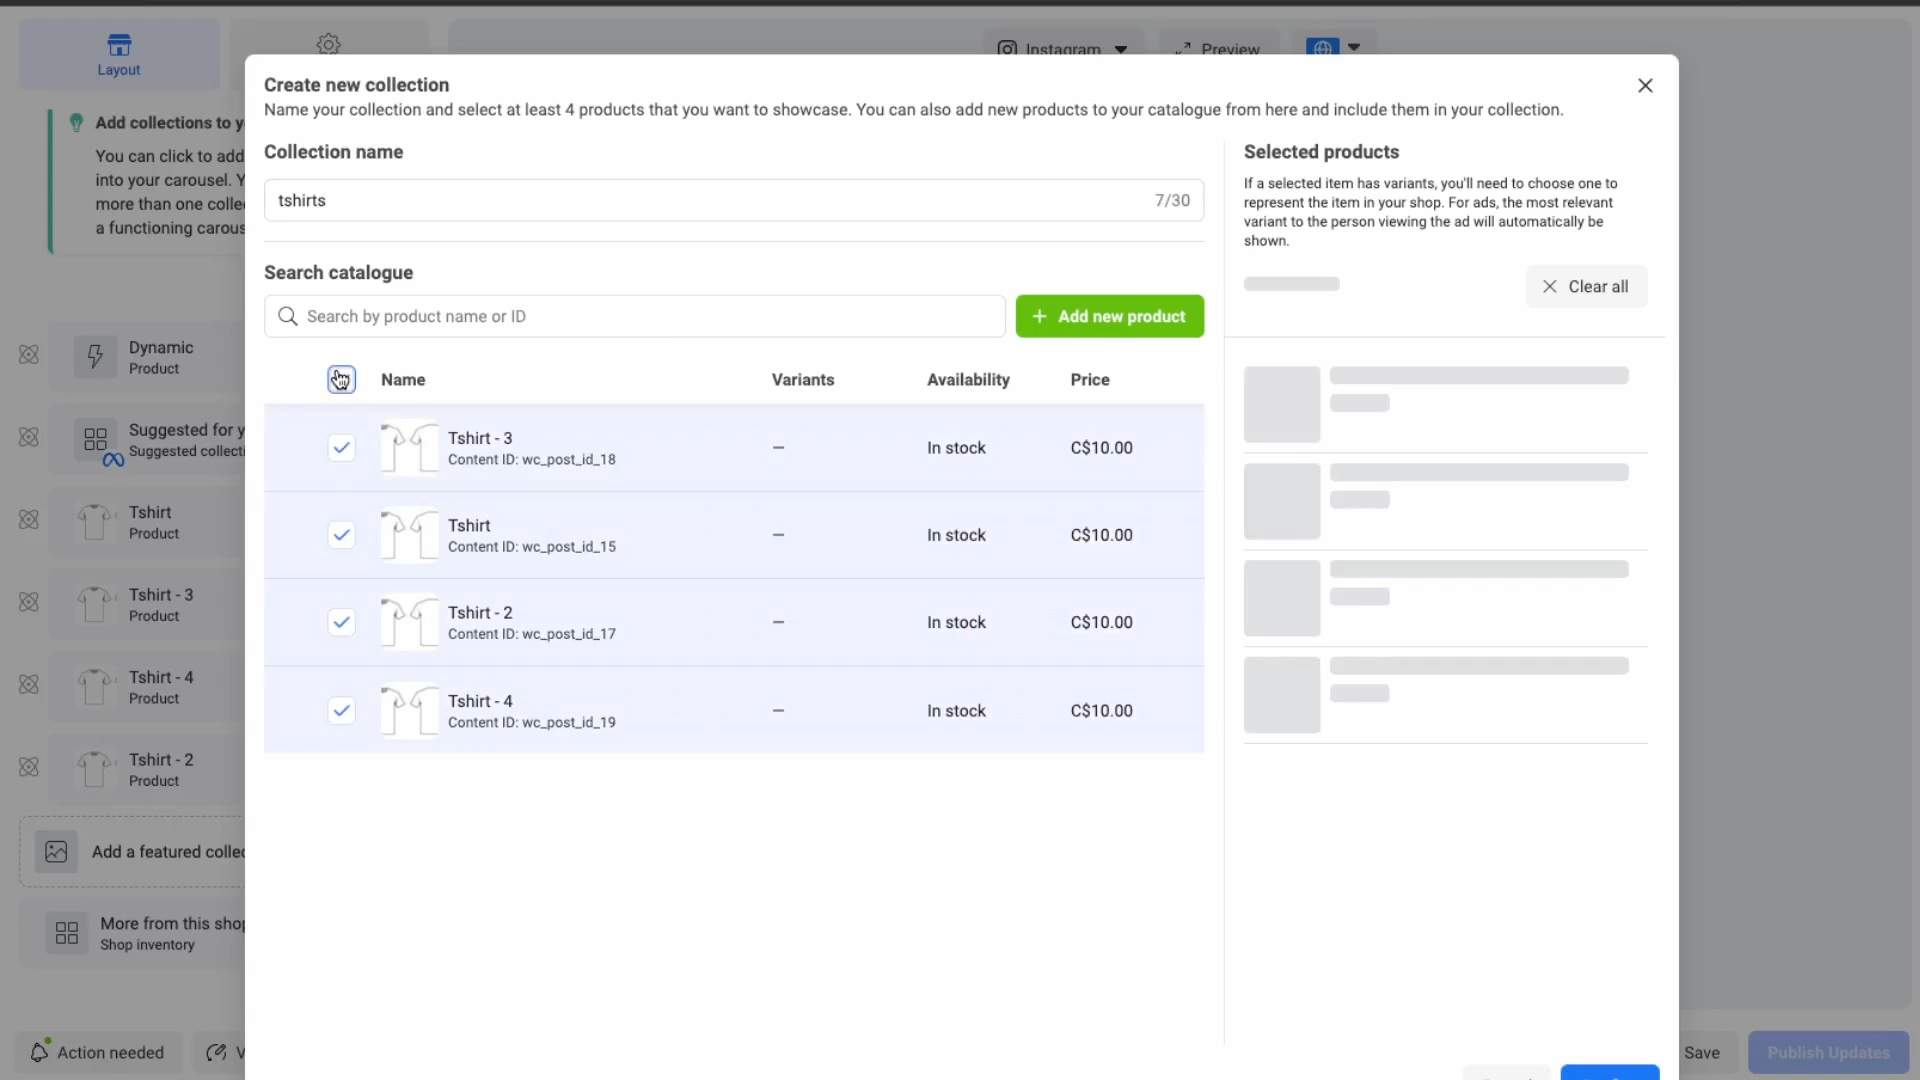 Layout
Instagram
Preview
Create new collection
Name your collection and select at least 4 products that you want to showcase. You can also add new products to your catalogue from here and include them in your collection.
Add collections to y
You can click to add
into your carousel. Y
more than one colle
a functioning carous
Collection name
tshirts
7/30
Selected products
If a selected item has variants, you'll need to choose one to
represent the item in your shop. For ads, the most relevant
variant to the person viewing the ad will automatically be
shown.
Clear all
Search catalogue
Search by product name or ID
+ Add new product
Name
Variants
Availability
Price
Tshirt - 3
Content ID: wc_post_id_18
–
In stock
C$10.00
Tshirt
Content ID: wc_post_id_15
–
In stock
C$10.00
Tshirt - 2
Content ID: wc_post_id_17
–
In stock
C$10.00
Tshirt - 4
Content ID: wc_post_id_19
–
In stock
C$10.00
Dynamic
Product
Suggested for y
Suggested collecti
Tshirt
Product
Tshirt - 3
Product
Tshirt - 4
Product
Tshirt - 2
Product
Add a featured collec
More from this shop
Shop inventory
Action needed
V
Save
Publish Updates